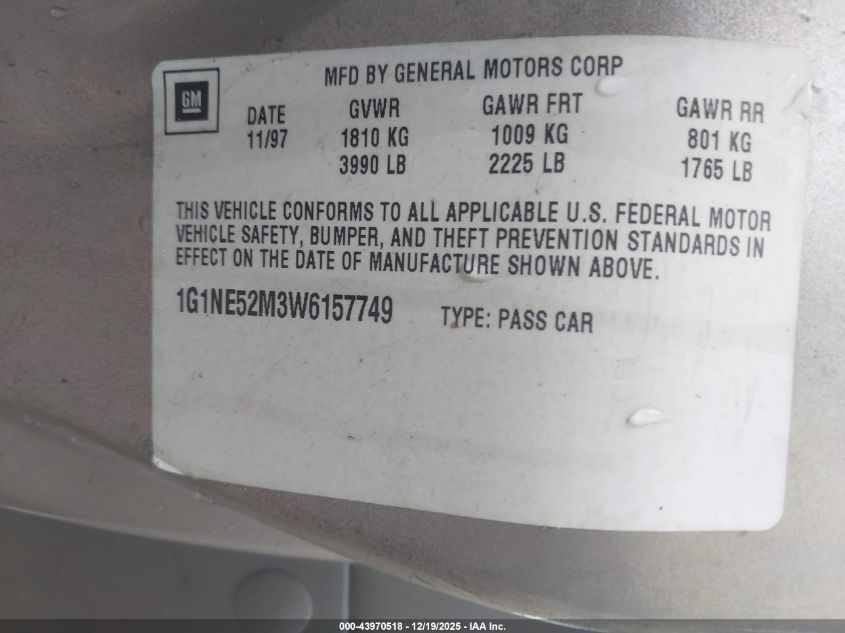 MFD BY GENERAL MOTORS CORP
GM
DATE GVWR GAWR FRT GAWR RR
11/97 1810 KG 1009 KG 801 KG
3990 LB 2225 LB 1765 LB
THIS VEHICLE CONFORMS TO ALL APPLICABLE U.S. FEDERAL MOTOR
VEHICLE SAFETY, BUMPER, AND THEFT PREVENTION STANDARDS IN
EFFECT ON THE DATE OF MANUFACTURE SHOWN ABOVE.
1G1NE52M3W6157749 TYPE: PASS CAR
000-43970518 - 12/19/2025 - IAA Inc.